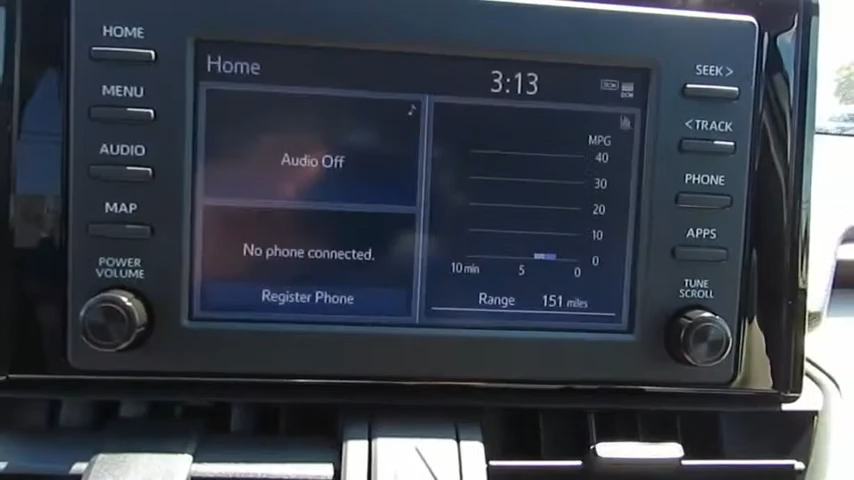 HOME
MENU
AUDIO
MAP
POWER
VOLUME
Home
3:13
DCM
Audio Off
No phone connected.
Register Phone
MPG
40
30
20
10
0
10 min
5
0
Range
151 miles
SEEK >
< TRACK
PHONE
APPS
TUNE
SCROLL